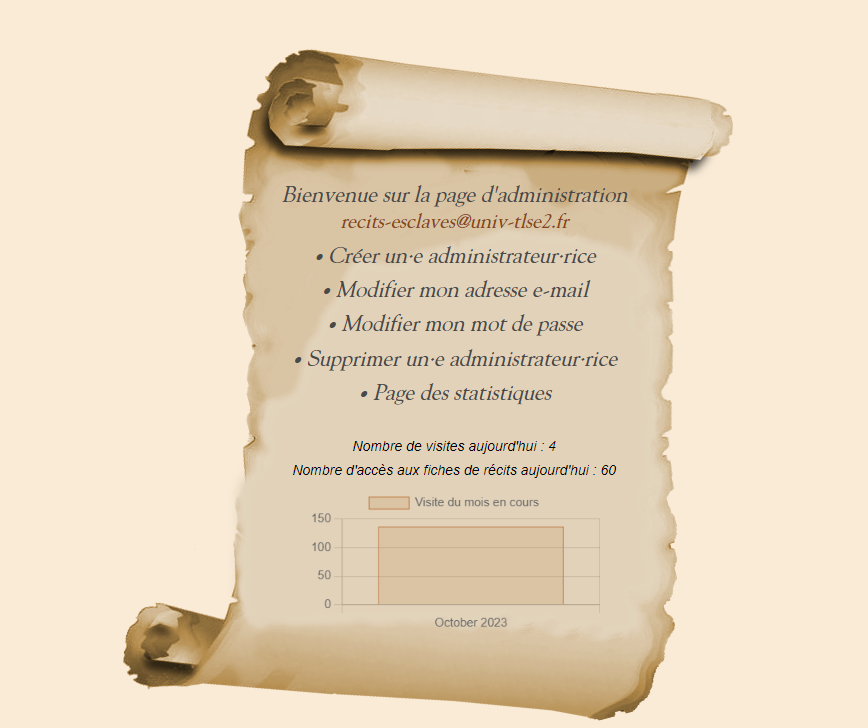 Bienvenue sur la page d'administration
recits-esclaves@univ-tlse2.fr
• Créer un·e administrateur·rice
• Modifier mon adresse e-mail
• Modifier mon mot de passe
• Supprimer un·e administrateur·rice
• Page des statistiques
Nombre de visites aujourd'hui : 4
Nombre d'accès aux fiches de récits aujourd'hui : 60
Visite du mois en cours
150
100
50
0
October 2023